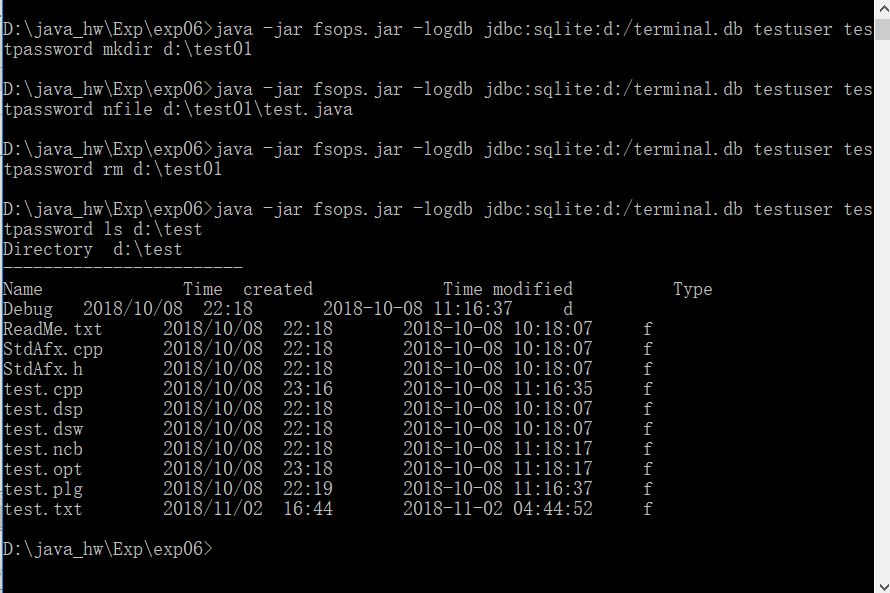 D:\java_hw\Exp\exp06>java -jar fsops.jar -logdb jdbc:sqlite:d:/terminal.db testuser tes
tpassword mkdir d:\test01
D:\java_hw\Exp\exp06>java -jar fsops.jar -logdb jdbc:sqlite:d:/terminal.db testuser tes
tpassword nfile d:\test01\test.java
D:\java_hw\Exp\exp06>java -jar fsops.jar -logdb jdbc:sqlite:d:/terminal.db testuser tes
tpassword rm d:\test01
D:\java_hw\Exp\exp06>java -jar fsops.jar -logdb jdbc:sqlite:d:/terminal.db testuser tes
tpassword ls d:\test
Directory  d:\test
------------------------
Name              Time  created             Time modified          Type
Debug   2018/10/08  22:18       2018-10-08 11:16:37     d
ReadMe.txt      2018/10/08  22:18       2018-10-08 10:18:07     f
StdAfx.cpp      2018/10/08  22:18       2018-10-08 10:18:07     f
StdAfx.h        2018/10/08  22:18       2018-10-08 10:18:07     f
test.cpp        2018/10/08  23:16       2018-10-08 11:16:35     f
test.dsp        2018/10/08  22:18       2018-10-08 10:18:07     f
test.dsw        2018/10/08  22:18       2018-10-08 10:18:07     f
test.ncb        2018/10/08  22:18       2018-10-08 11:18:17     f
test.opt        2018/10/08  23:18       2018-10-08 11:18:17     f
test.plg        2018/10/08  22:19       2018-10-08 11:16:37     f
test.txt        2018/11/02  16:44       2018-11-02 04:44:52     f
D:\java_hw\Exp\exp06>